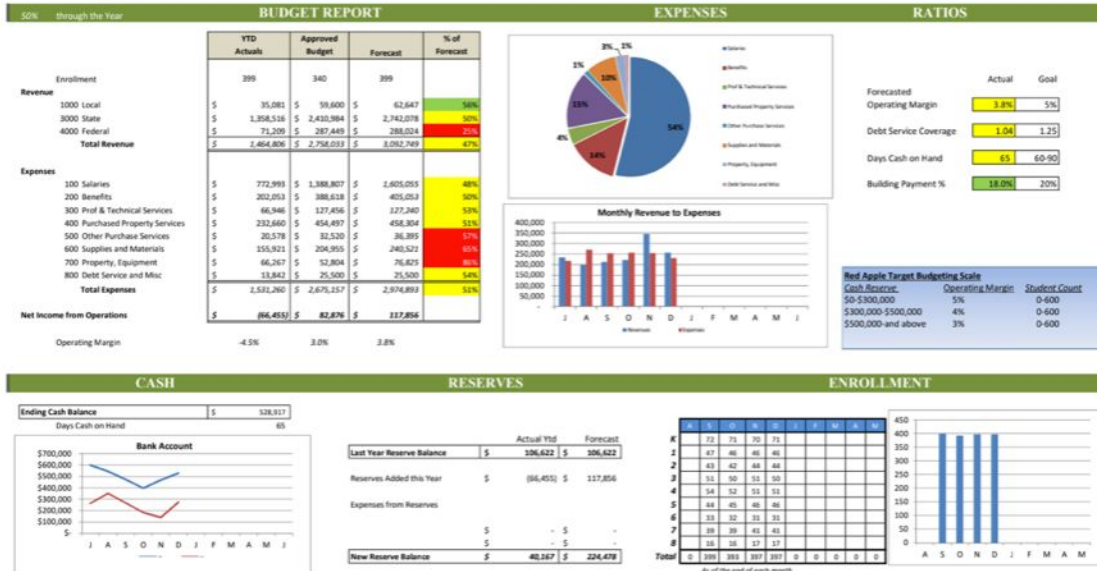 50% through the Year BUDGET REPORT EXPENSES RATIOS
YTD Actuals Approved Budget Forecast % of Forecast
Enrollment 399 340 399
Revenue
1000 Local $ 35,081 $ 59,600 $ 62,647 56%
3000 State $ 1,358,516 $ 2,410,984 $ 2,742,078 50%
4000 Federal $ 71,209 $ 287,449 $ 288,024 25%
Total Revenue $ 1,464,806 $ 2,758,033 $ 3,092,749 47%
Expenses
100 Salaries $ 772,993 $ 1,388,807 $ 1,605,055 48%
200 Benefits $ 202,053 $ 388,618 $ 405,053 50%
300 Prof & Technical Services $ 66,946 $ 127,456 $ 127,240 53%
400 Purchased Property Services $ 232,660 $ 454,497 $ 458,304 51%
500 Other Purchase Services $ 20,578 $ 32,520 $ 36,395 57%
600 Supplies and Materials $ 155,921 $ 204,955 $ 240,521 65%
700 Property, Equipment $ 66,267 $ 52,804 $ 76,825 86%
800 Debt Service and Misc $ 13,842 $ 25,500 $ 25,500 54%
Total Expenses $ 1,531,260 $ 2,675,157 $ 2,974,893 51%
Net Income from Operations $ (66,455) $ 82,876 $ 117,856
Operating Margin -4.5% 3.0% 3.8%
3% 1%
1%
10%
15%
54%
4%
14%
Salaries
Benefits
Prof & Technical Services
Purchased Property Services
Other Purchase Services
Supplies and Materials
Property, Equipment
Debt Service and Misc
Monthly Revenue to Expenses
400,000
350,000
300,000
250,000
200,000
150,000
100,000
50,000
-
J A S O N D J F M A M J
Revenues Expenses
Actual Goal
Forecasted
Operating Margin 3.8% 5%
Debt Service Coverage 1.04 1.25
Days Cash on Hand 65 60-90
Building Payment % 18.0% 20%
Red Apple Target Budgeting Scale
Cash Reserve Operating Margin Student Count
$0-$300,000 5% 0-600
$300,000-$500,000 4% 0-600
$500,000-and above 3% 0-600
CASH RESERVES ENROLLMENT
Ending Cash Balance $ 528,917
Days Cash on Hand 65
Bank Account
$700,000
$600,000
$500,000
$400,000
$300,000
$200,000
$100,000
$-
J A S O N D J F M A M J
Actual Ytd Forecast
Last Year Reserve Balance $ 106,622 $ 106,622
Reserves Added this Year $ (66,455) $ 117,856
Expenses from Reserves
$ - $ -
$ - $ -
New Reserve Balance $ 40,167 $ 224,478
A S O N D J F M A M
K 72 71 70 71
1 47 46 46 46
2 43 42 44 44
3 51 50 51 50
4 54 52 51 51
5 44 45 46 46
6 33 32 31 31
7 39 39 41 41
8 16 16 17 17
Total 0 399 393 397 397 0 0 0 0 0
As of the end of each month
450
400
350
300
250
200
150
100
50
0
A S O N D J F M A M